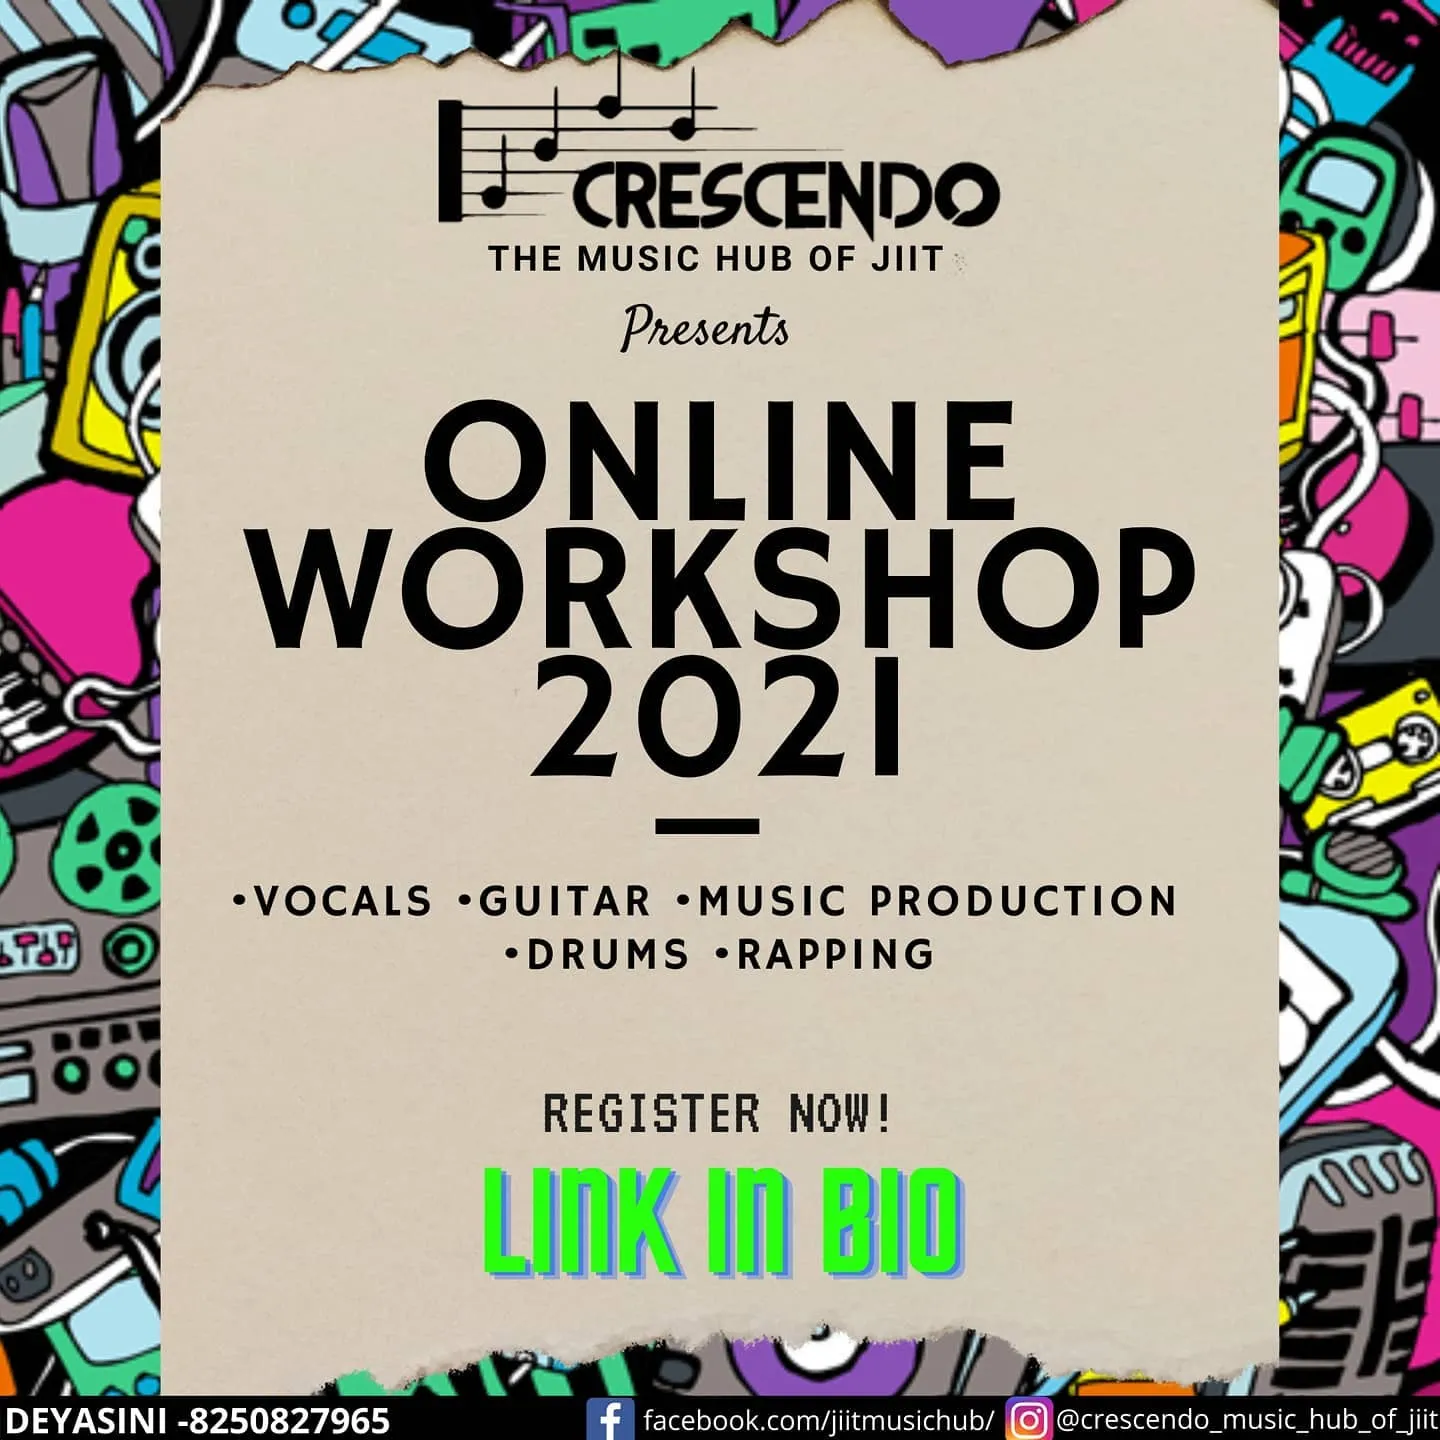 CRESCENDO
THE MUSIC HUB OF JIIT
Presents
ONLINE
WORKSHOP
2021
•VOCALS •GUITAR •MUSIC PRODUCTION
•DRUMS •RAPPING
REGISTER NOW!
LINK IN BIO
DEYASINI -8250827965 facebook.com/jiitmusichub/ @crescendo_music_hub_of_jiit